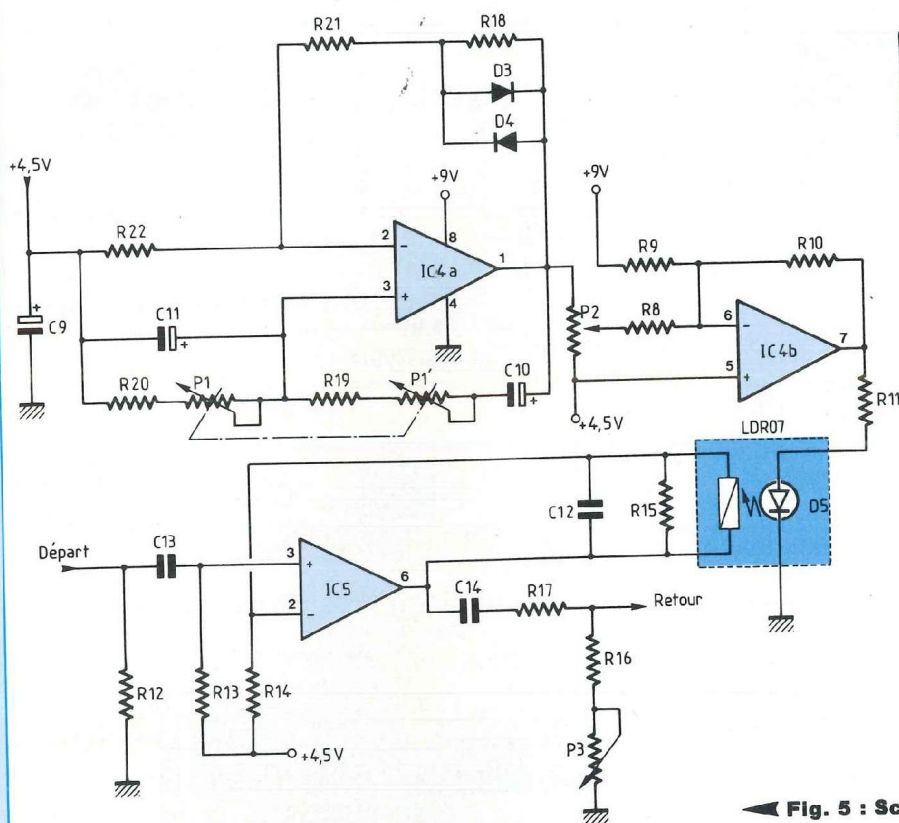 R21
R18
D3
D4
+4,5V
+9V
+9V
R22
2
-
8
IC4a
1
3
+
4
R9
R10
C9
+
C11
+
P2
R8
6
-
IC4b
7
5
+
R20
P1
R19
P1'
C10
+
+4,5V
R11
LDR07
C12
R15
D5
Départ
C13
3
+
IC5
6
2
-
C14
R17
Retour
R12
R13
R14
R16
+4,5V
P3
Fig. 5 : Sc